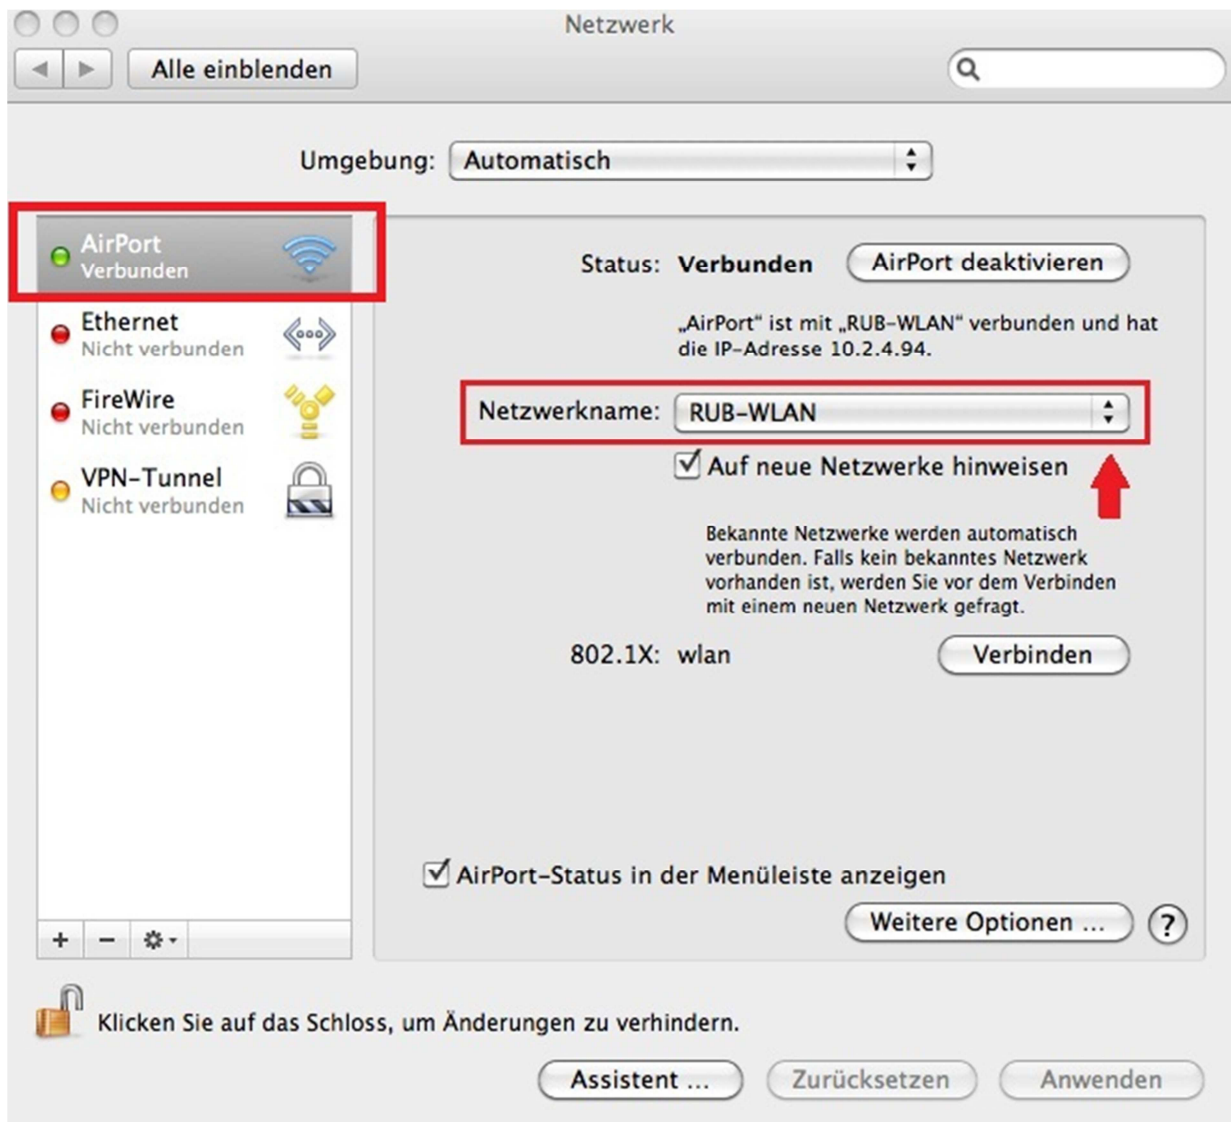 Netzwerk
Alle einblenden
Umgebung: Automatisch
AirPort
Verbunden
Ethernet
Nicht verbunden
FireWire
Nicht verbunden
VPN-Tunnel
Nicht verbunden
Status: Verbunden AirPort deaktivieren
„AirPort“ ist mit „RUB-WLAN“ verbunden und hat
die IP-Adresse 10.2.4.94.
Netzwerkname: RUB-WLAN
Auf neue Netzwerke hinweisen
Bekannte Netzwerke werden automatisch
verbunden. Falls kein bekanntes Netzwerk
vorhanden ist, werden Sie vor dem Verbinden
mit einem neuen Netzwerk gefragt.
802.1X: wlan Verbinden
AirPort-Status in der Menüleiste anzeigen
Weitere Optionen ... ?
Klicken Sie auf das Schloss, um Änderungen zu verhindern.
Assistent ... Zurücksetzen Anwenden